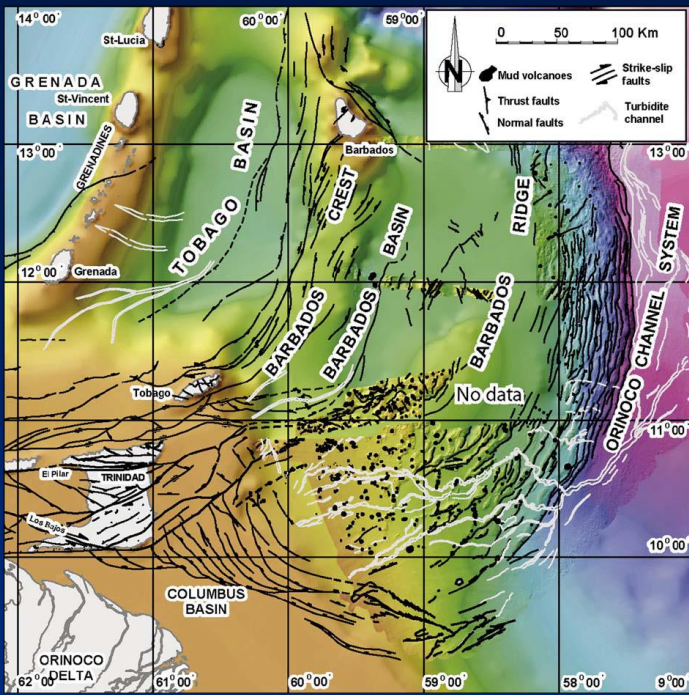 14° 00'
60° 00'
59° 00'
0 50 100 Km
N
Mud volcanoes
Thrust faults
Normal faults
Strike-slip
faults
Turbidite
channel
St-Lucia
GRENADA
BASIN
St-Vincent
GRENADINES
TOBAGO
BASIN
Barbados
13° 00'
13° 00'
BARBADOS
CREST
BARBADOS
BASIN
BARBADOS
RIDGE
ORINOCO CHANNEL SYSTEM
12° 00'
Grenada
Tobago
No data
11° 00'
El Pilar
TRINIDAD
Los Bajos
10° 00'
COLUMBUS
BASIN
ORINOCO
DELTA
62° 00'
61° 00'
60° 00'
59° 00'
58° 00'
9° 00'